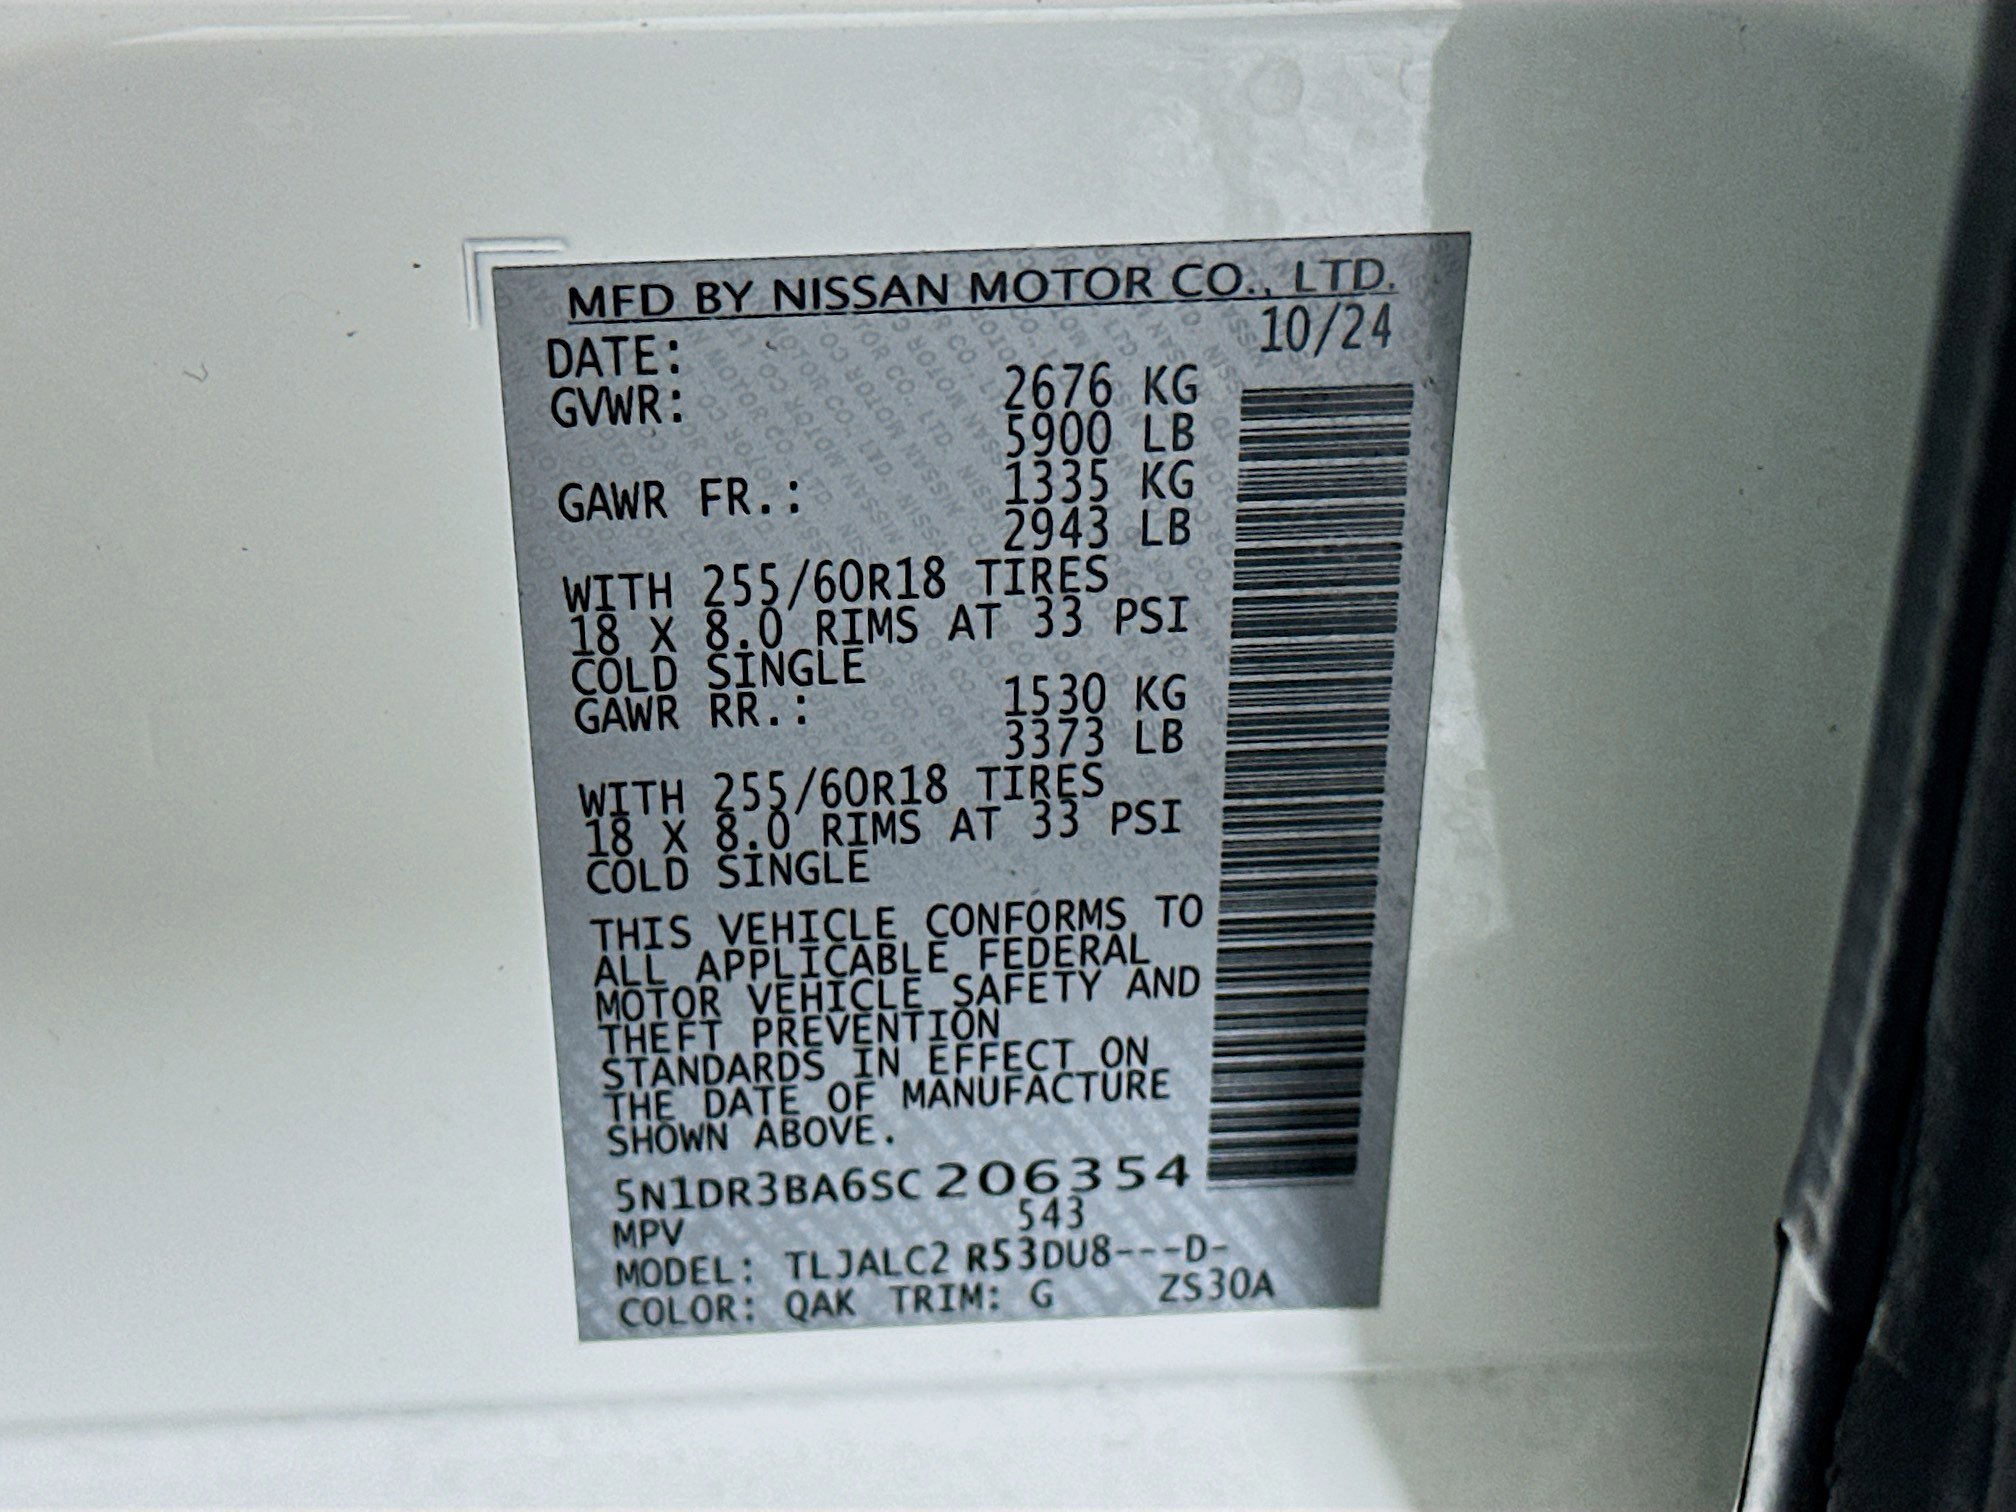 MFD BY NISSAN MOTOR CO., LTD.
DATE: 10/24
GVWR: 2676 KG
5900 LB
GAWR FR.: 1335 KG
2943 LB
WITH 255/60R18 TIRES
18 X 8.0 RIMS AT 33 PSI
COLD SINGLE
GAWR RR.: 1530 KG
3373 LB
WITH 255/60R18 TIRES
18 X 8.0 RIMS AT 33 PSI
COLD SINGLE
THIS VEHICLE CONFORMS TO
ALL APPLICABLE FEDERAL
MOTOR VEHICLE SAFETY AND
THEFT PREVENTION
STANDARDS IN EFFECT ON
THE DATE OF MANUFACTURE
SHOWN ABOVE.
5N1DR3BA6SC206354
MPV 543
MODEL: TLJALC2 R53DU8---D-
COLOR: QAK TRIM: G ZS30A